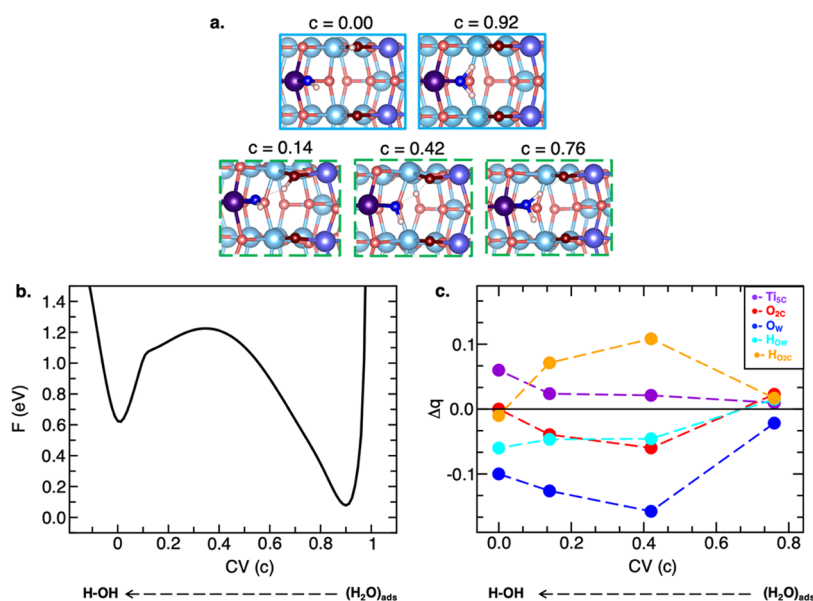 a.
c = 0.00 c = 0.92
c = 0.14 c = 0.42 c = 0.76
b.
F (eV)
1.4
1.2
1.0
0.8
0.6
0.4
0.2
0.0
0 0.2 0.4 0.6 0.8 1
CV (c)
H-OH (H₂O)ads
c.
Ti5C
O2C
OW
HOW
HO2C
Δq
0.1
0.0
-0.1
0.0 0.2 0.4 0.6 0.8
CV (c)
H-OH (H₂O)ads